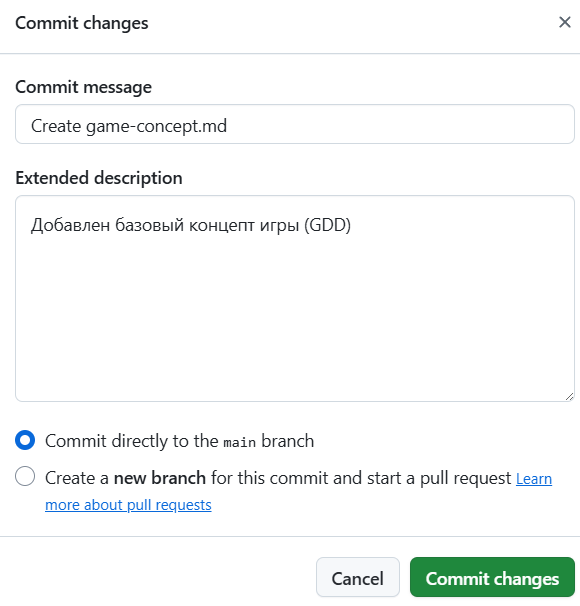 Commit changes
Commit message
Create game-concept.md
Extended description
Добавлен базовый концепт игры (GDD)
Commit directly to the main branch
Create a new branch for this commit and start a pull request Learn
more about pull requests
Cancel
Commit changes